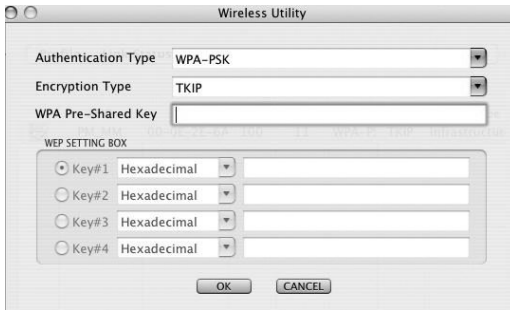 Wireless Utility
Authentication Type WPA-PSK
Encryption Type TKIP
WPA Pre-Shared Key
WEP SETTING BOX
Key#1 Hexadecimal
Key#2 Hexadecimal
Key#3 Hexadecimal
Key#4 Hexadecimal
OK CANCEL